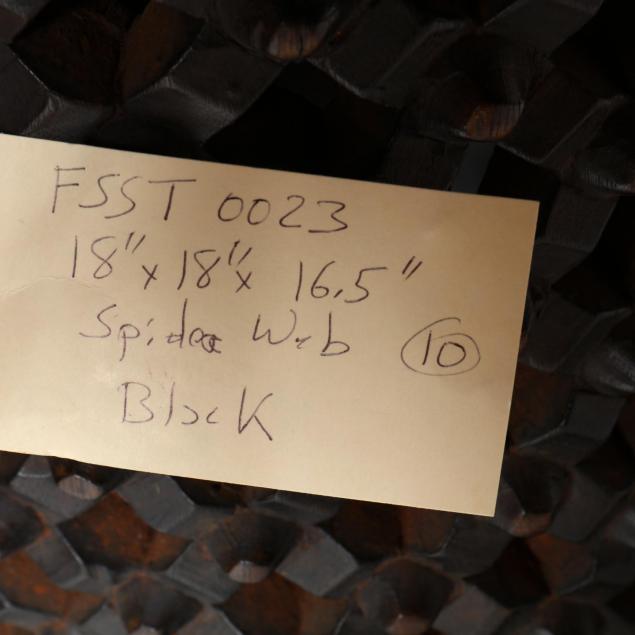 FSST 0023
18" x 18" x 16.5"
Spider Web 10
Black